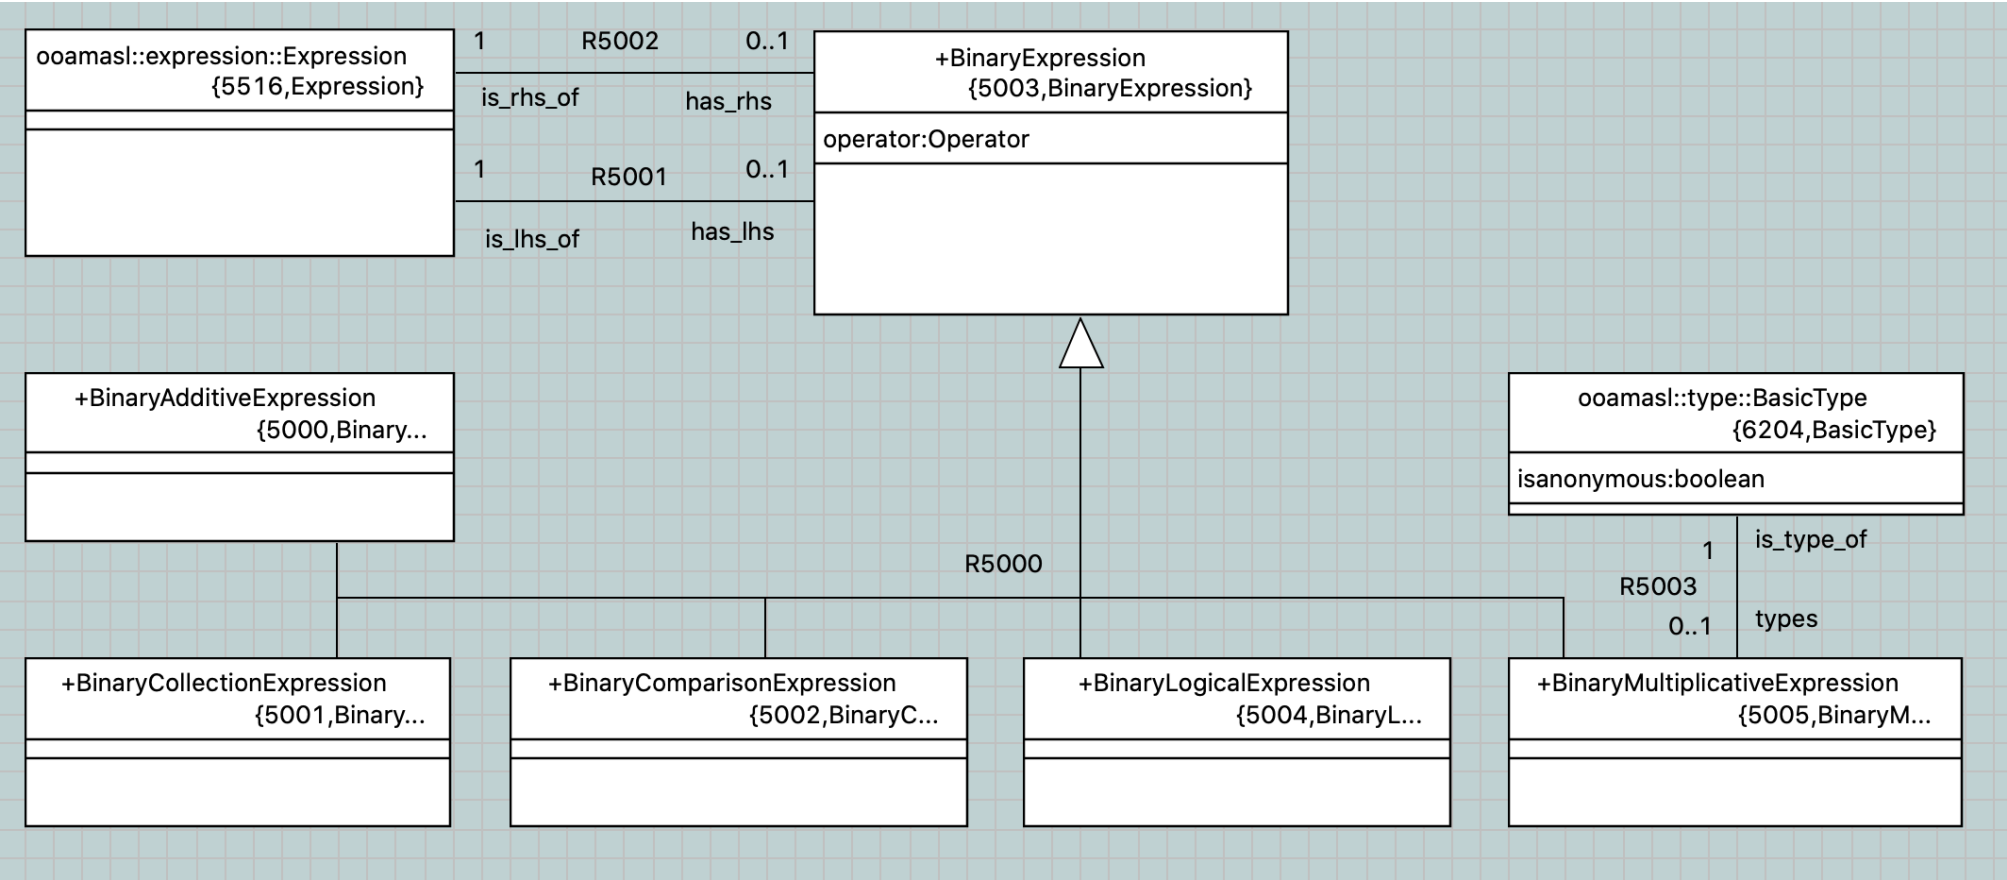 ooamasl::expression::Expression
{5516,Expression}
1
R5002
0..1
is_rhs_of
has_rhs
1
R5001
0..1
is_lhs_of
has_lhs
+BinaryExpression
{5003,BinaryExpression}
operator:Operator
+BinaryAdditiveExpression
{5000,Binary...
ooamasl::type::BasicType
{6204,BasicType}
isanonymous:boolean
R5000
1
is_type_of
R5003
0..1
types
+BinaryCollectionExpression
{5001,Binary...
+BinaryComparisonExpression
{5002,BinaryC...
+BinaryLogicalExpression
{5004,BinaryL...
+BinaryMultiplicativeExpression
{5005,BinaryM...